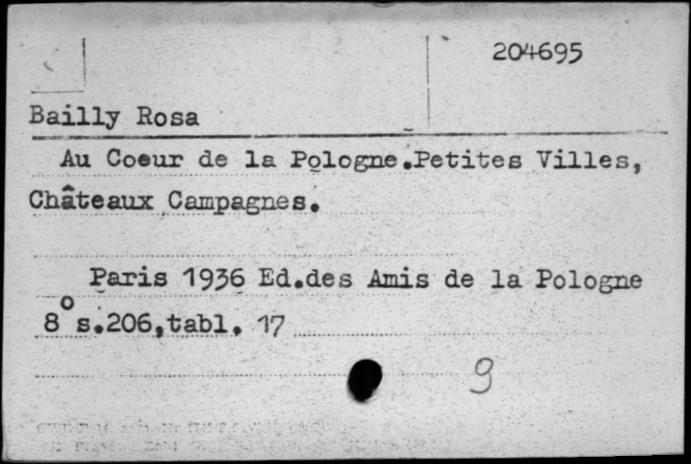 204695
Bailly Rosa
Au Coeur de la Pologne.Petites Villes,
Châteaux Campagnes.
Paris 1936 Ed.des Amis de la Pologne
8° s.206,tabl. 17
9